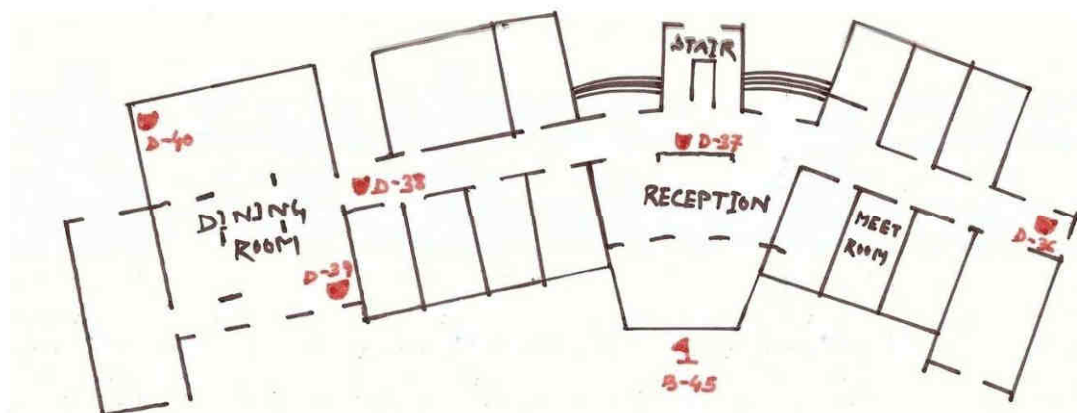 STAIR
D-40
D-37
D-38
RECEPTION
DINING
ROOM
MEET
ROOM
D-36
D-39
B-45